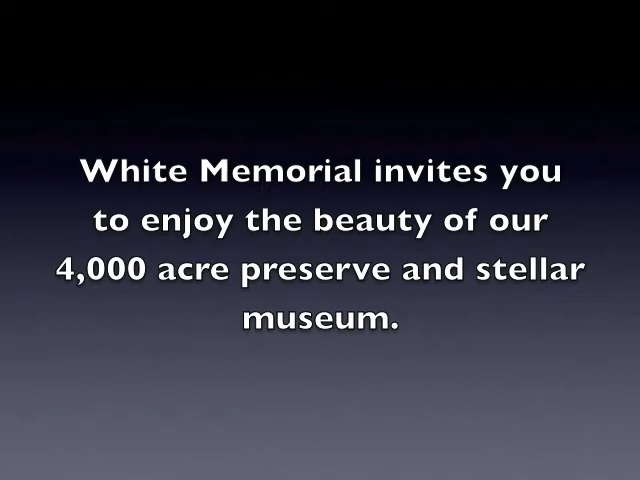 White Memorial invites you
to enjoy the beauty of our
4,000 acre preserve and stellar
museum.